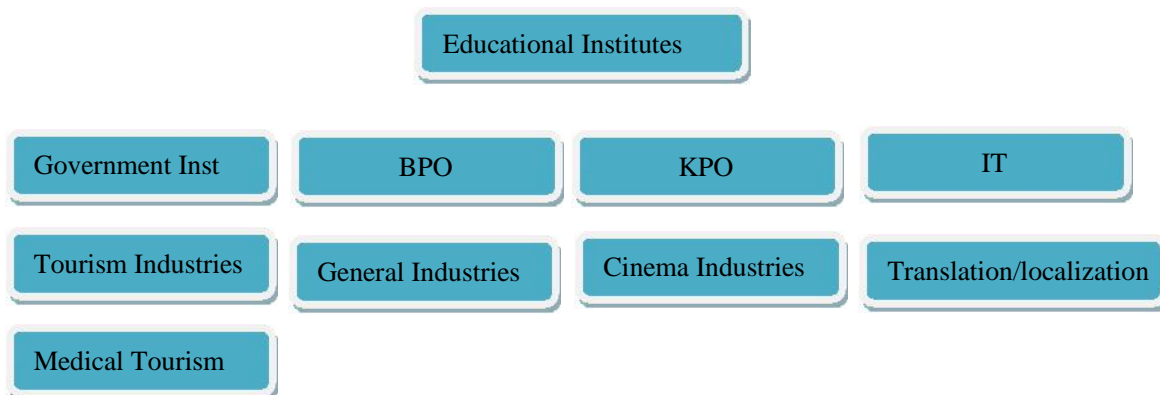 Educational Institutes
Government Inst
BPO
KPO
IT
Tourism Industries
General Industries
Cinema Industries
Translation/localization
Medical Tourism